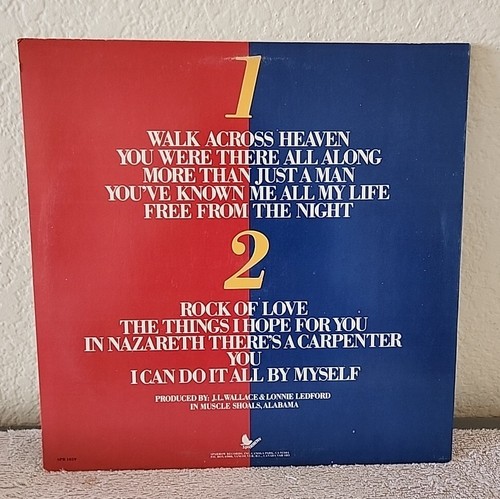 1
WALK ACROSS HEAVEN
YOU WERE THERE ALL ALONG
MORE THAN JUST A MAN
YOU'VE KNOWN ME ALL MY LIFE
FREE FROM THE NIGHT
2
ROCK OF LOVE
THE THINGS I HOPE FOR YOU
IN NAZARETH THERE'S A CARPENTER
YOU
I CAN DO IT ALL BY MYSELF
PRODUCED BY: J.L. WALLACE & LONNIE LEDFORD
IN MUSCLE SHOALS, ALABAMA